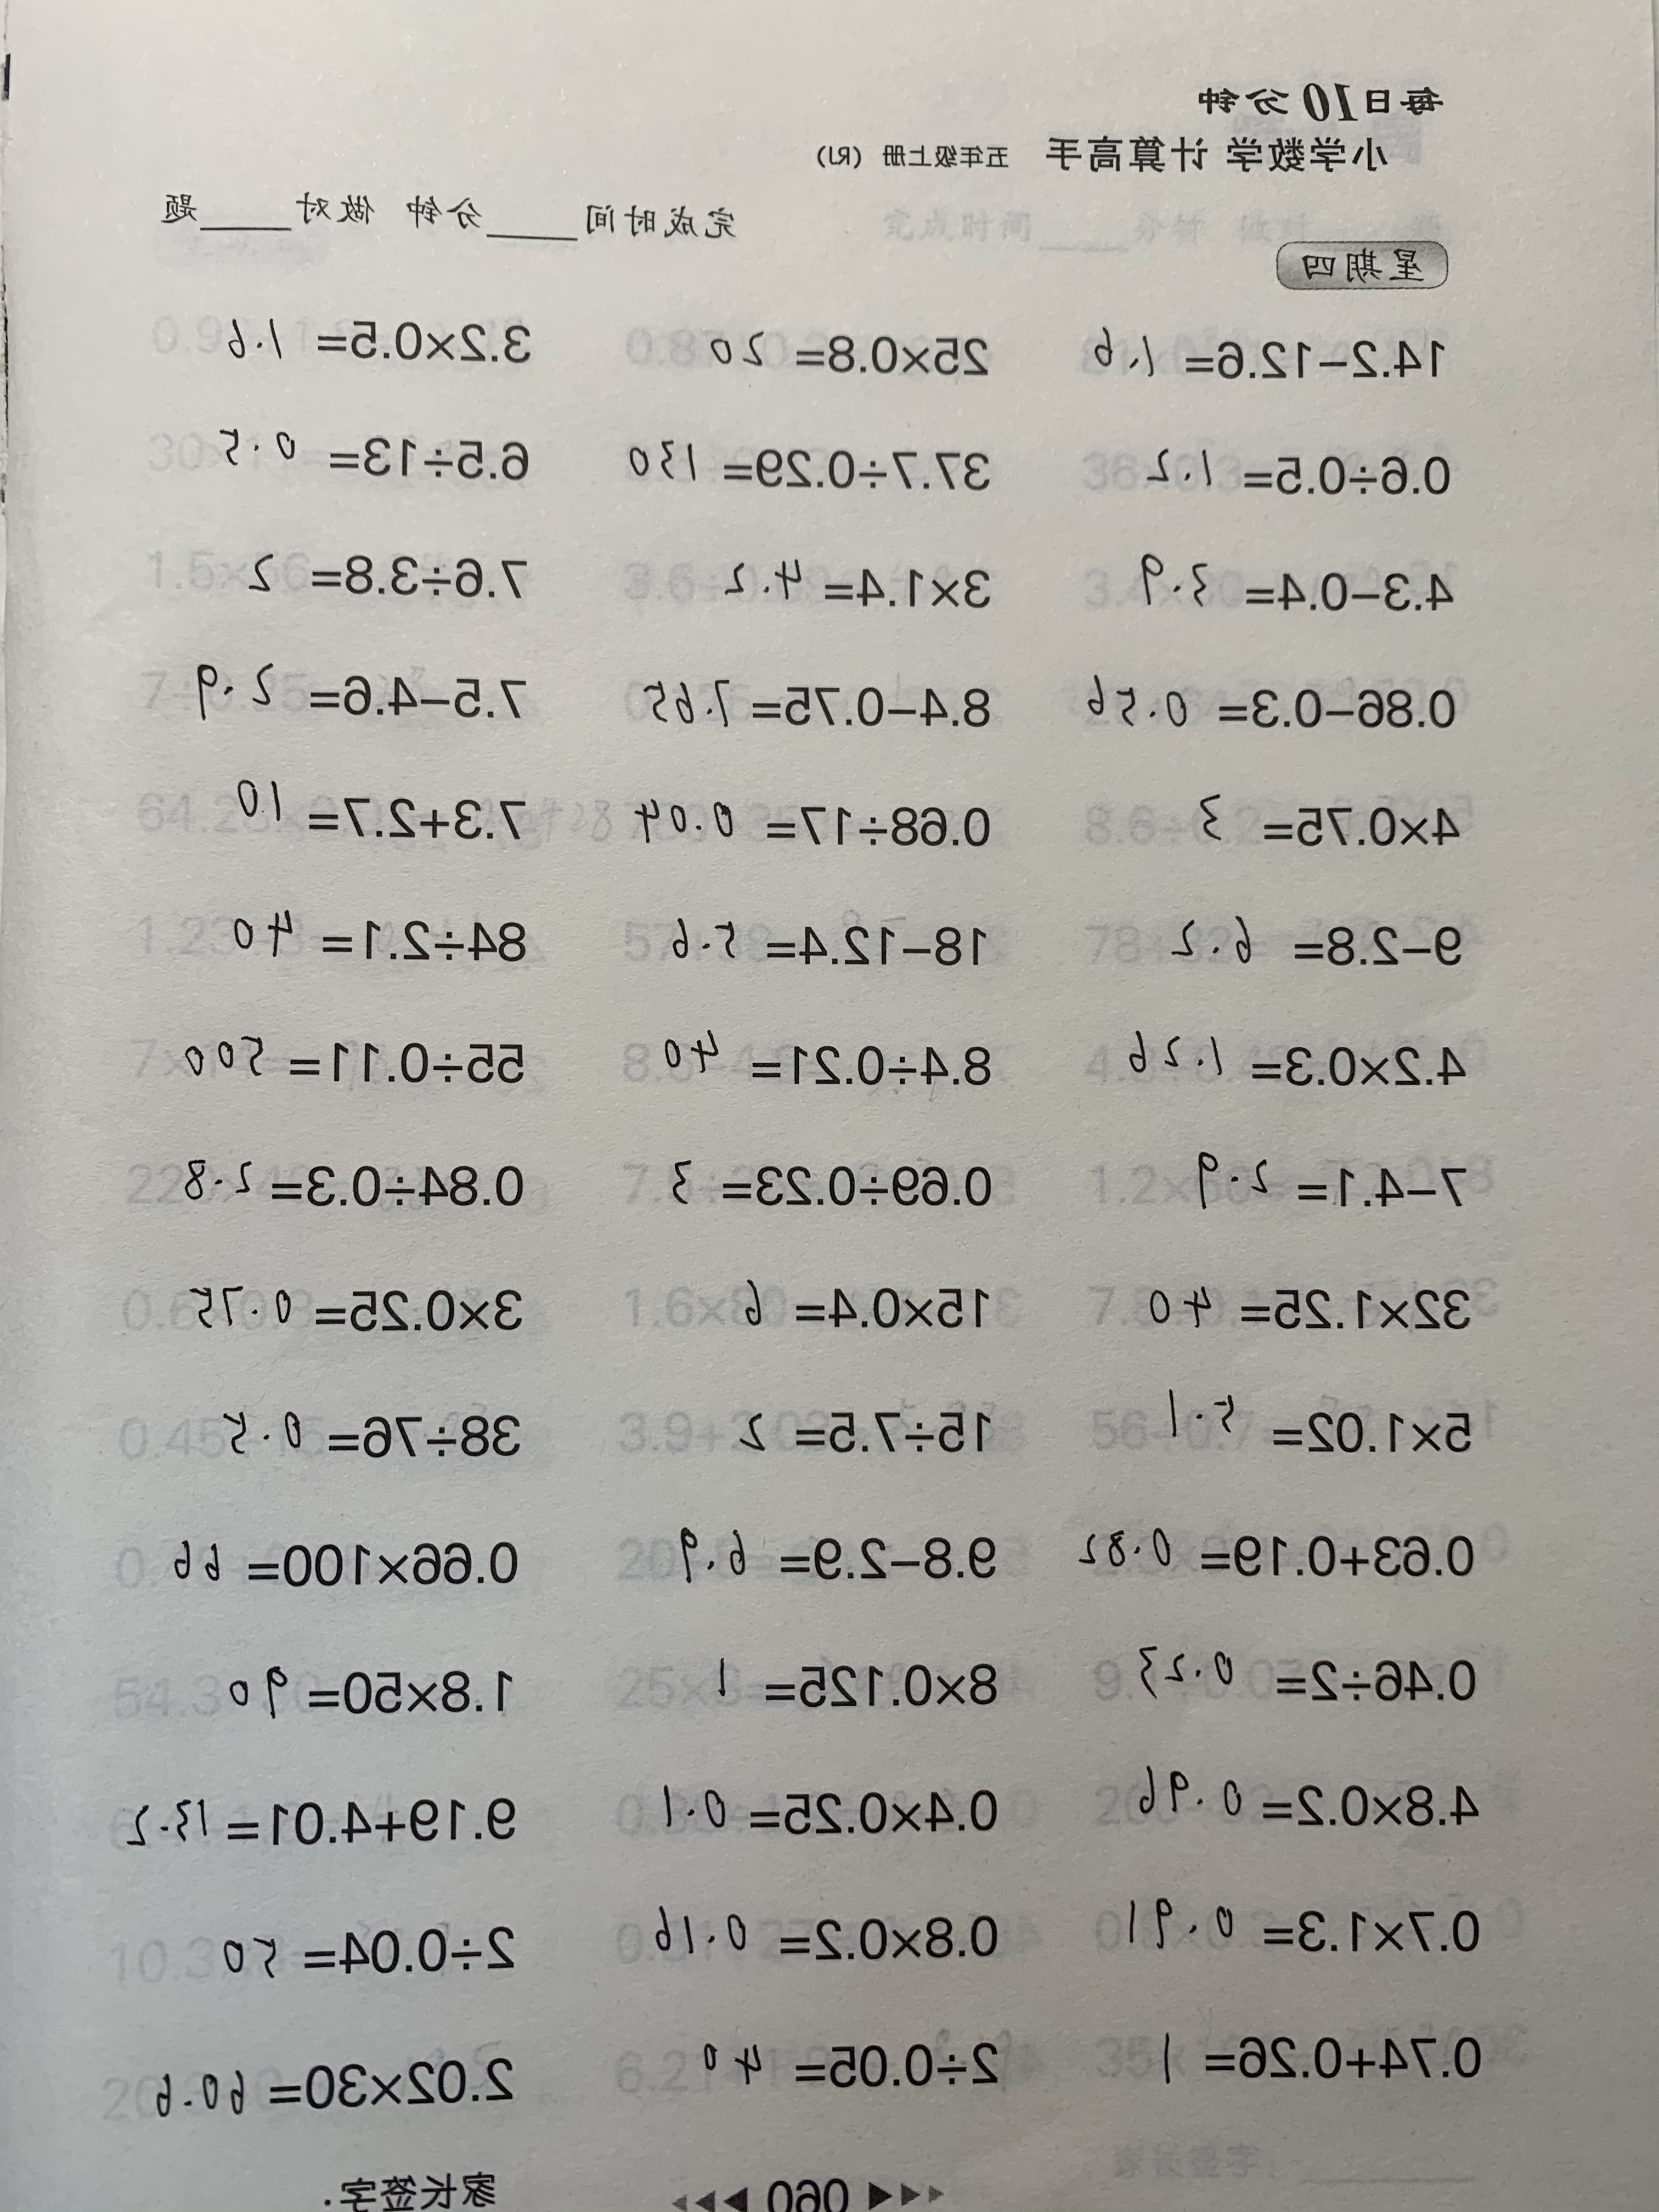 每日10分钟
小学数学 计算高手 五年级上册 (RJ)
完成时间____分钟 做对____题
星期四
14.2−12.6= 1.6 25×0.8= 20 3.2×0.5= 1.6
0.6÷0.5= 1.2 37.7÷0.29= 130 6.5÷13= 0.5
4.3−0.4= 3.9 3×1.4= 4.2 7.6÷3.8= 2
0.86−0.3= 0.56 8.4−0.75= 7.65 7.5−4.6= 2.9
4×0.75= 3 0.68÷17= 0.04 7.3+2.7= 10
9−2.8= 6.2 18−12.4= 5.6 84÷2.1= 40
4.2×0.3= 1.26 8.4÷0.21= 40 55÷0.11= 500
7−4.1= 2.9 0.69÷0.23= 3 0.84÷0.3= 2.8
32×1.25= 40 15×0.4= 6 3×0.25= 0.75
5×1.02= 5.1 15÷7.5= 2 38÷76= 0.5
0.63+0.19= 0.82 9.8−2.9= 6.9 0.66×100= 66
0.46÷2= 0.23 8×0.125= 1 1.8×50= 90
4.8×0.2= 0.96 0.4×0.25= 0.1 9.19+4.01= 13.2
0.7×1.3= 0.91 0.8×0.2= 0.16 2÷0.04= 50
0.74+0.26= 1 2÷0.05= 40 2.02×30= 60.6
060 家长签字: